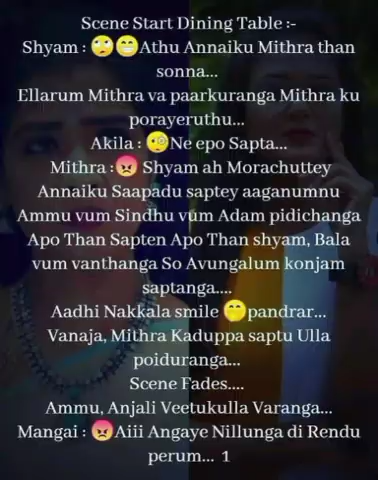 Scene Start Dining Table :-
Shyam : 🙄😁Athu Annaiku Mithra than
sonna...
Ellarum Mithra va paarkuranga Mithra ku
porayeruthu...
Akila : 🧐Ne epo Sapta...
Mithra :😡 Shyam ah Morachuttey
Annaiku Saapadu saptey aaganumnu
Ammu vum Sindhu vum Adam pidichanga
Apo Than Sapten Apo Than shyam, Bala
vum vanthanga So Avungalum konjam
saptanga....
Aadhi Nakkala smile 🤭pandrar...
Vanaja, Mithra Kaduppa saptu Ulla
poiduranga...
Scene Fades....
Ammu, Anjali Veetukulla Varanga...
Mangai : 😡Aiii Angaye Nillunga di Rendu
perum... 1